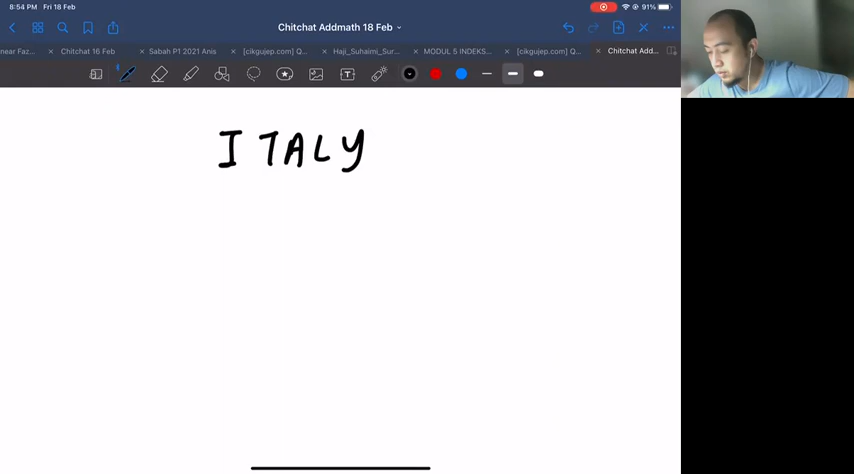 8:54 PM Fri 18 Feb 91%
Chitchat Addmath 18 Feb
near Faz... Chitchat 16 Feb Sabah P1 2021 Anis [cikgujep.com] Q... Haji_Suhaimi_Sur... MODUL 5 INDEKS... [cikgujep.com] Q... Chitchat Add...
T
ITALY